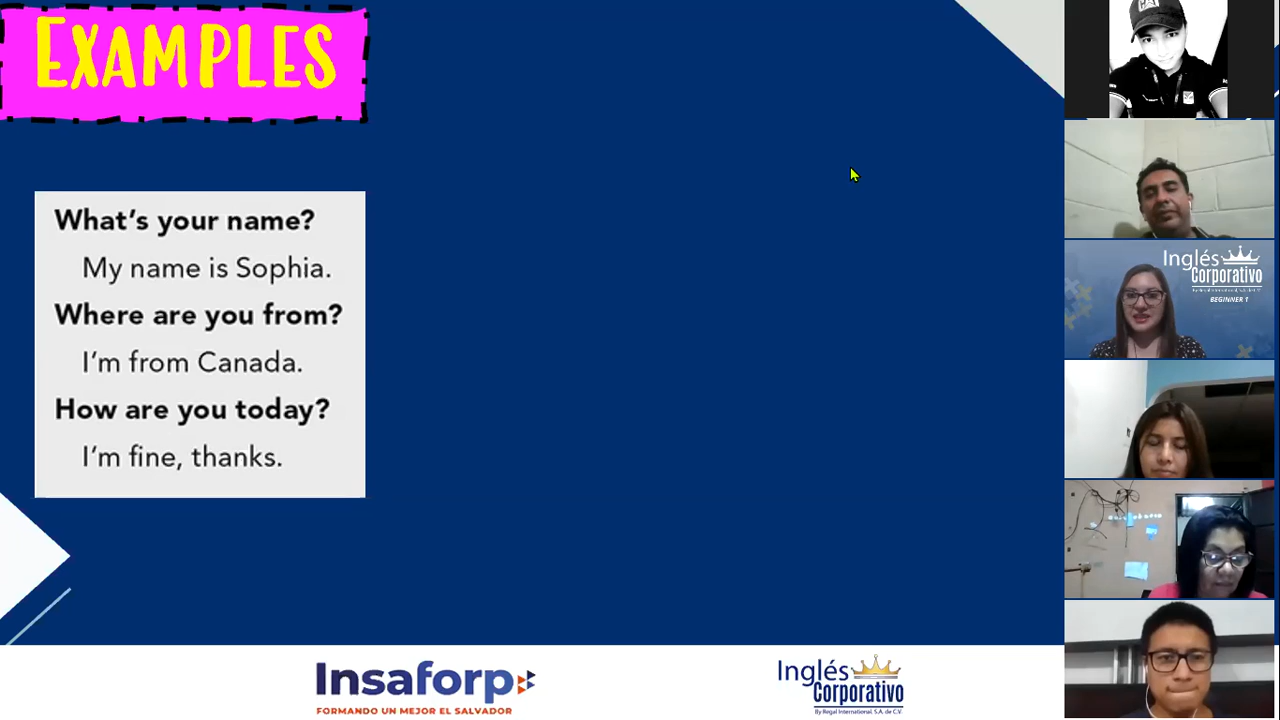 EXAMPLES
What's your name?
My name is Sophia.
Where are you from?
I'm from Canada.
How are you today?
I'm fine, thanks.
Insaforp
FORMANDO UN MEJOR EL SALVADOR
Inglés
Corporativo
By Regal International, S.A. de C.V.
Inglés
Corporativo
BEGINNER 1
CAT